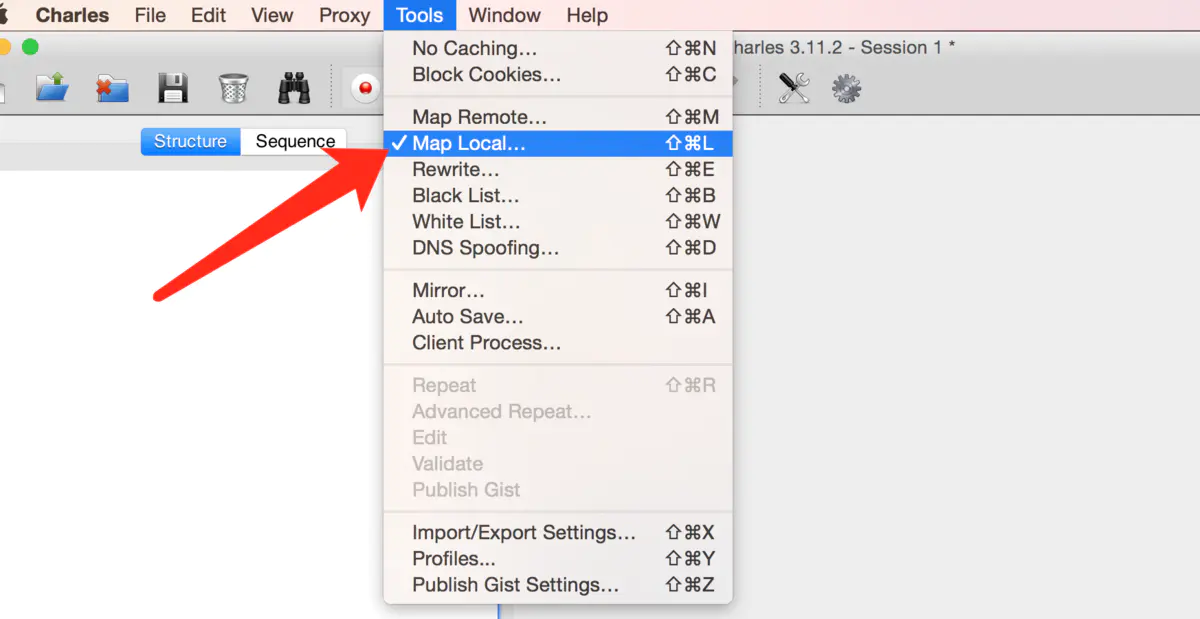 Charles File Edit View Proxy Tools Window Help
harles 3.11.2 - Session 1 *
Structure Sequence
No Caching… ⇧⌘N
Block Cookies… ⇧⌘C
Map Remote… ⇧⌘M
✓ Map Local… ⇧⌘L
Rewrite… ⇧⌘E
Black List… ⇧⌘B
White List… ⇧⌘W
DNS Spoofing… ⇧⌘D
Mirror… ⇧⌘I
Auto Save… ⇧⌘A
Client Process…
Repeat ⇧⌘R
Advanced Repeat…
Edit
Validate
Publish Gist
Import/Export Settings… ⇧⌘X
Profiles... ⇧⌘Y
Publish Gist Settings… ⇧⌘Z